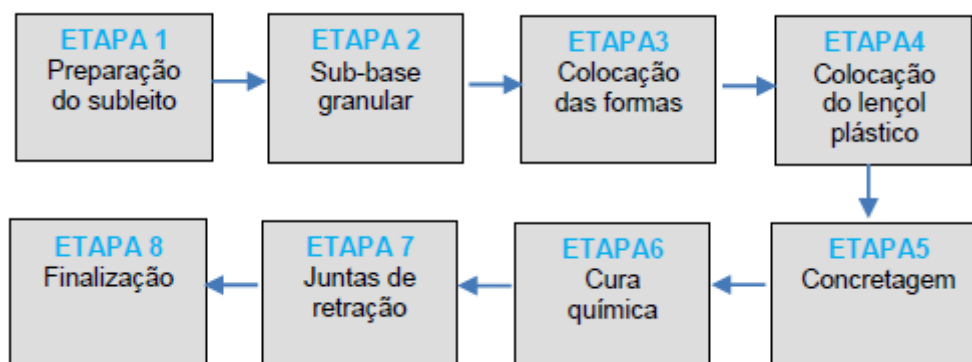 ETAPA 1
Preparação
do subleito
ETAPA 2
Sub-base
granular
ETAPA3
Colocação
das formas
ETAPA4
Colocação
do lençol
plástico
ETAPA5
Concretagem
ETAPA6
Cura
química
ETAPA 7
Juntas de
retração
ETAPA 8
Finalização